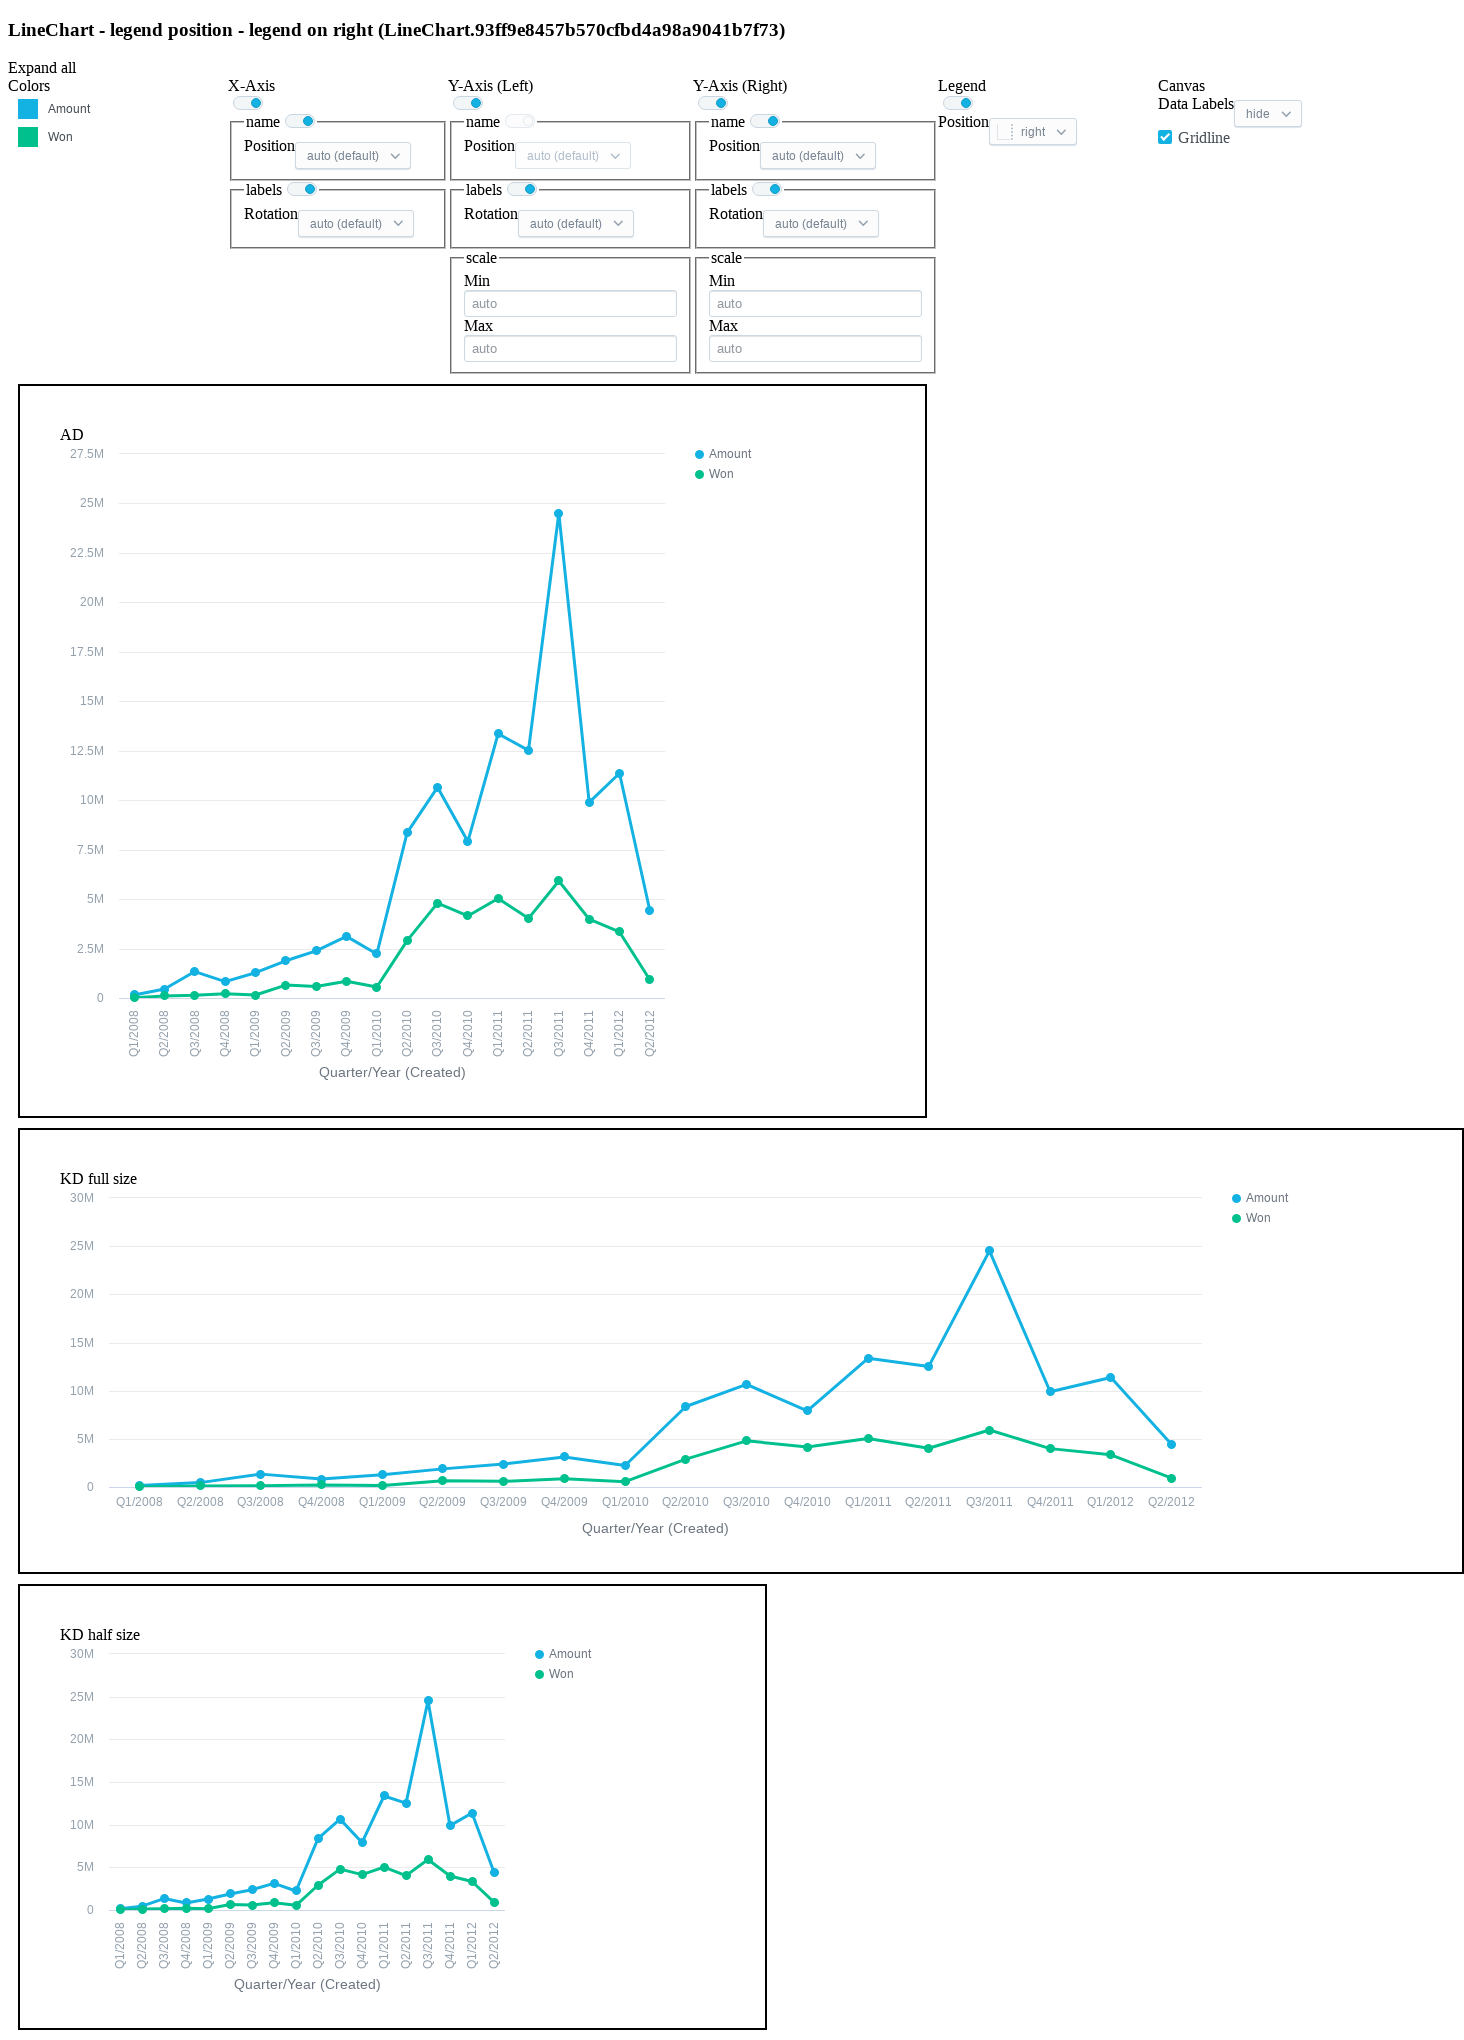 LineChart - legend position - legend on right (LineChart.93ff9e8457b570cfbd4a98a9041b7f73)
Expand all
Colors
Amount
Won
X-Axis
name
Position auto (default)
labels
Rotation auto (default)
Y-Axis (Left)
name
Position auto (default)
labels
Rotation auto (default)
scale
Min
auto
Max
auto
Y-Axis (Right)
name
Position auto (default)
labels
Rotation auto (default)
scale
Min
auto
Max
auto
Legend
Position right
Canvas
Data Labels hide
Gridline
AD
27.5M
25M
22.5M
20M
17.5M
15M
12.5M
10M
7.5M
5M
2.5M
0
Q1/2008 Q2/2008 Q3/2008 Q4/2008 Q1/2009 Q2/2009 Q3/2009 Q4/2009 Q1/2010 Q2/2010 Q3/2010 Q4/2010 Q1/2011 Q2/2011 Q3/2011 Q4/2011 Q1/2012 Q2/2012
Quarter/Year (Created)
Amount
Won
KD full size
30M
25M
20M
15M
10M
5M
0
Q1/2008 Q2/2008 Q3/2008 Q4/2008 Q1/2009 Q2/2009 Q3/2009 Q4/2009 Q1/2010 Q2/2010 Q3/2010 Q4/2010 Q1/2011 Q2/2011 Q3/2011 Q4/2011 Q1/2012 Q2/2012
Quarter/Year (Created)
Amount
Won
KD half size
30M
25M
20M
15M
10M
5M
0
Q1/2008 Q2/2008 Q3/2008 Q4/2008 Q1/2009 Q2/2009 Q3/2009 Q4/2009 Q1/2010 Q2/2010 Q3/2010 Q4/2010 Q1/2011 Q2/2011 Q3/2011 Q4/2011 Q1/2012 Q2/2012
Quarter/Year (Created)
Amount
Won